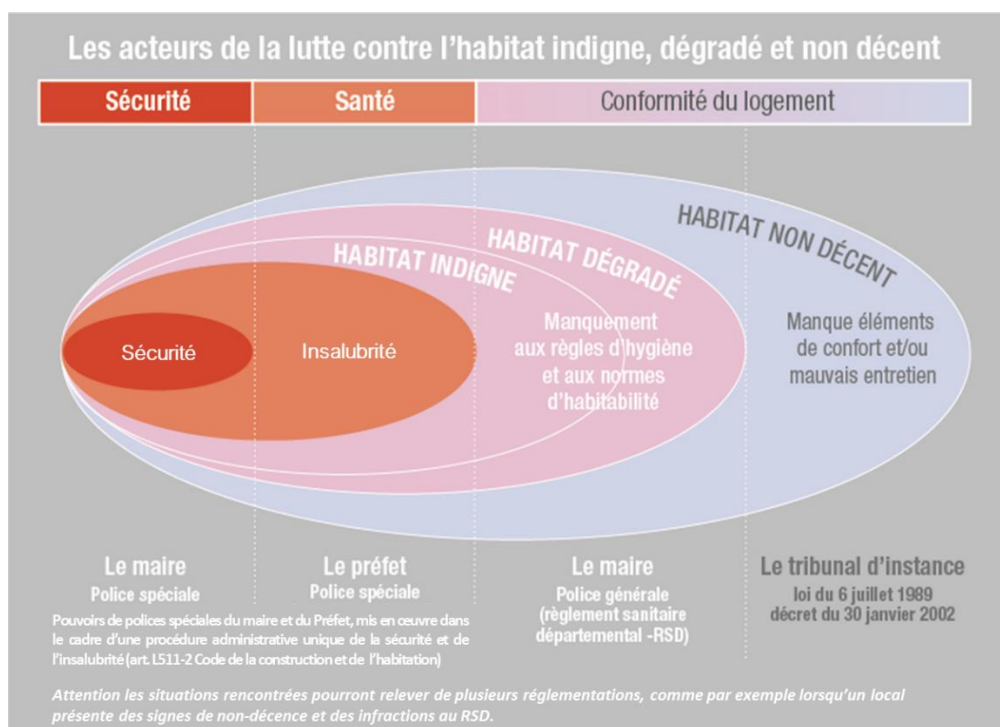 Les acteurs de la lutte contre l'habitat indigne, dégradé et non décent
Sécurité
Santé
Conformité du logement
HABITAT INDIGNE
HABITAT DÉGRADÉ
HABITAT NON DÉCENT
Sécurité
Insalubrité
Manquement
aux règles d'hygiène
et aux normes
d'habitabilité
Manque éléments
de confort et/ou
mauvais entretien
Le maire
Police spéciale
Le préfet
Police spéciale
Pouvoirs de polices spéciales du maire et du Préfet, mis en œuvre dans
le cadre d'une procédure administrative unique de la sécurité et de
l'insalubrité (art. L511-2 Code de la construction et de l'habitation)
Le maire
Police générale
(règlement sanitaire
départemental -RSD)
Le tribunal d'instance
loi du 6 juillet 1989
décret du 30 janvier 2002
Attention les situations rencontrées pourront relever de plusieurs réglementations, comme par exemple lorsqu'un local
présente des signes de non-décence et des infractions au RSD.